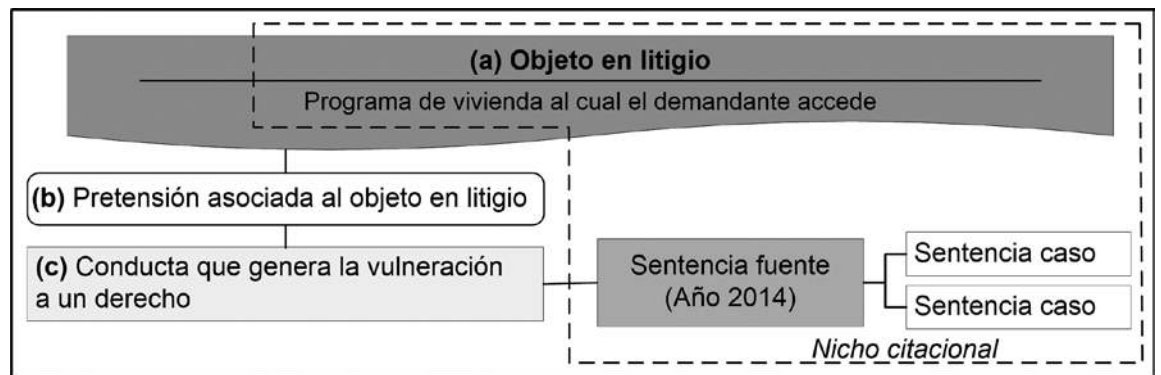 (a) Objeto en litigio
Programa de vivienda al cual el demandante accede
(b) Pretensión asociada al objeto en litigio
(c) Conducta que genera la vulneración
a un derecho
Sentencia fuente
(Año 2014)
Sentencia caso
Sentencia caso
Nicho citacional